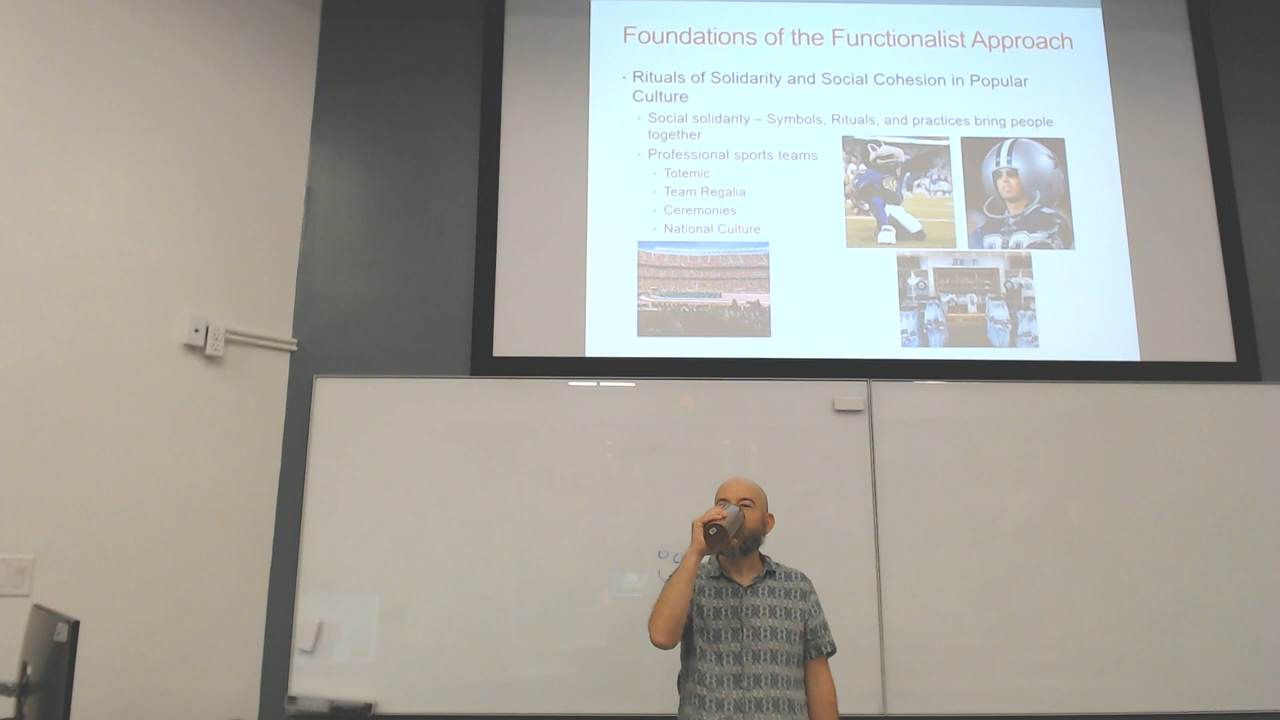 Foundations of the Functionalist Approach
Rituals of Solidarity and Social Cohesion in Popular
Culture
Social solidarity – Symbols, Rituals, and practices bring people
together
Professional sports teams
Totemic
Team Regalia
Ceremonies
National Culture